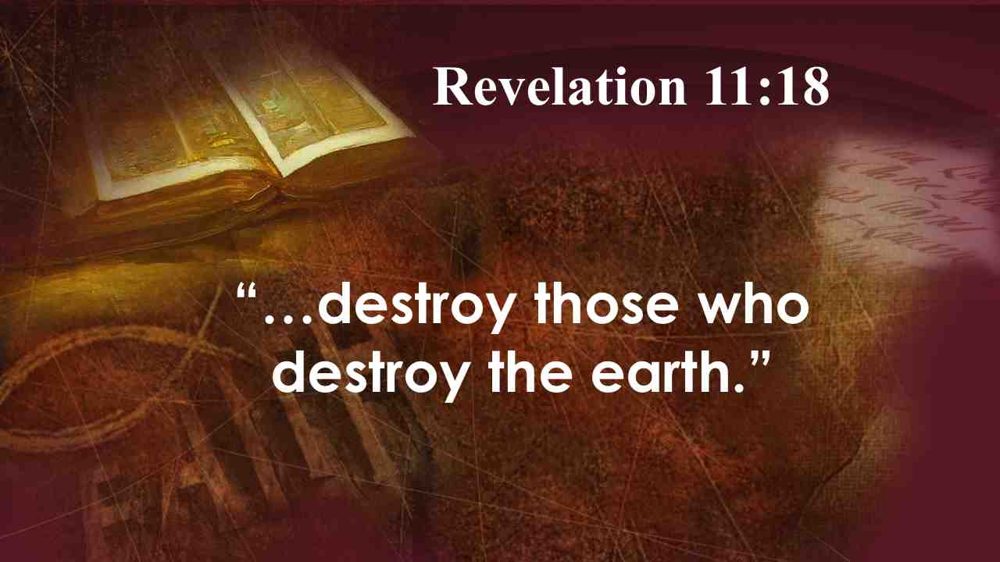 Revelation 11:18
“…destroy those who
destroy the earth.”